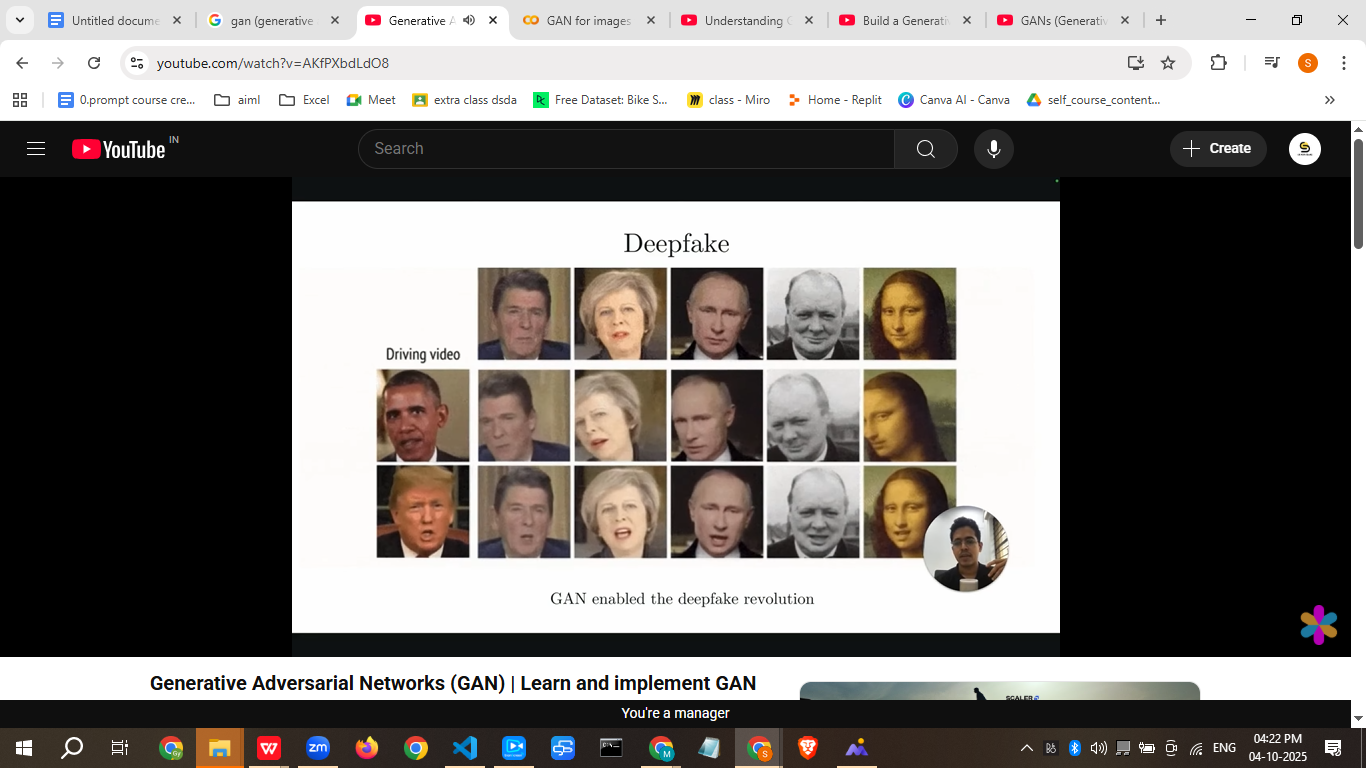 Untitled docume
gan (generative
Generative A
GAN for images
Understanding
Build a Generati
GANs (Generativ
youtube.com/watch?v=AKfPXbdLdO8
S
0.prompt course cre...
aiml
Excel
Meet
extra class dsda
Free Dataset: Bike S...
class - Miro
Home - Replit
Canva AI - Canva
self_course_content...
YouTube IN
Search
Create
Deepfake
Driving video
GAN enabled the deepfake revolution
Generative Adversarial Networks (GAN) | Learn and implement GAN
SCALER
You're a manager
zm
ENG
04:22 PM
04-10-2025